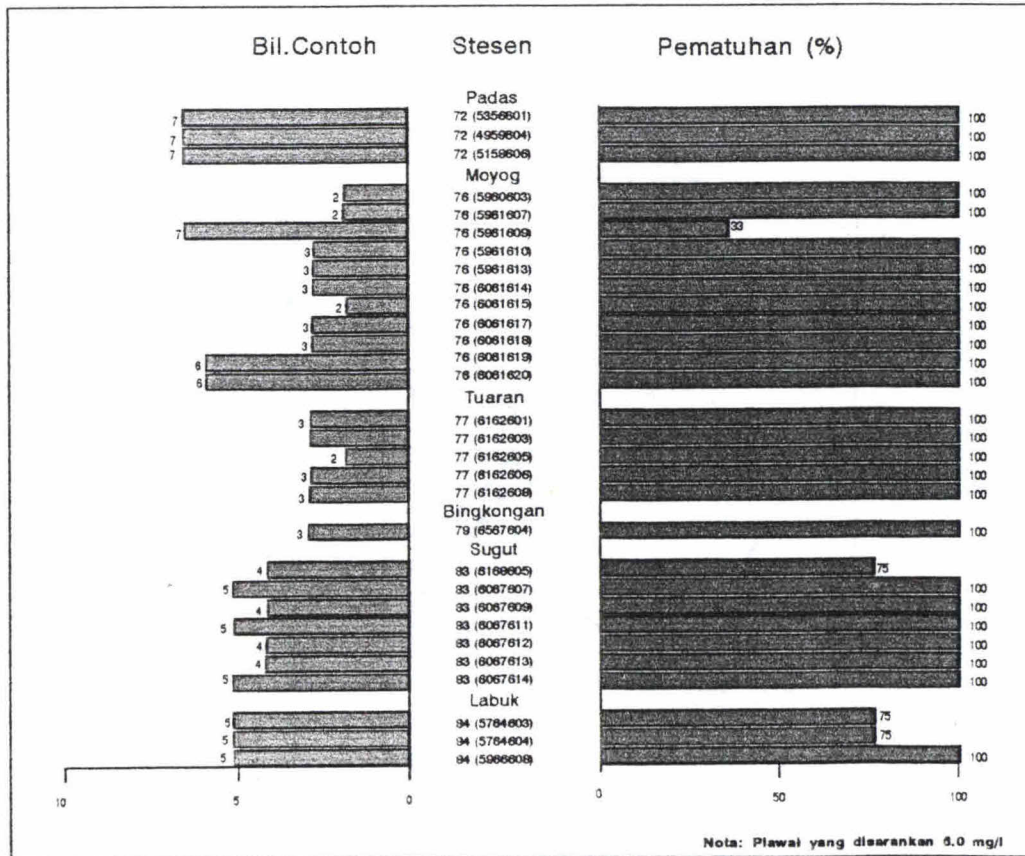 Bil.Contoh Stesen Pematuhan (%)
Padas
7 72 (5356601) 100
7 72 (4959604) 100
7 72 (5159606) 100
Moyog
2 76 (5960603) 100
2 76 (5961607) 100
7 76 (5961609) 33
3 76 (5961610) 100
3 76 (5961613) 100
3 76 (6061614) 100
2 76 (6061615) 100
3 76 (6061617) 100
3 76 (6061618) 100
6 76 (6061619) 100
6 76 (6061620) 100
Tuaran
3 77 (6162601) 100
77 (6162603) 100
2 77 (6162605) 100
3 77 (6162606) 100
3 77 (6162608) 100
Bingkongan
3 79 (6567604) 100
Sugut
4 83 (6168605) 75
5 83 (6067607) 100
4 83 (6067609) 100
5 83 (6067611) 100
4 83 (6067612) 100
4 83 (6067613) 100
5 83 (6067614) 100
Labuk
5 84 (5764603) 75
5 84 (5764604) 75
5 84 (5966608) 100
10 5 0 0 50 100
Nota: Piawai yang disarankan 5.0 mg/l